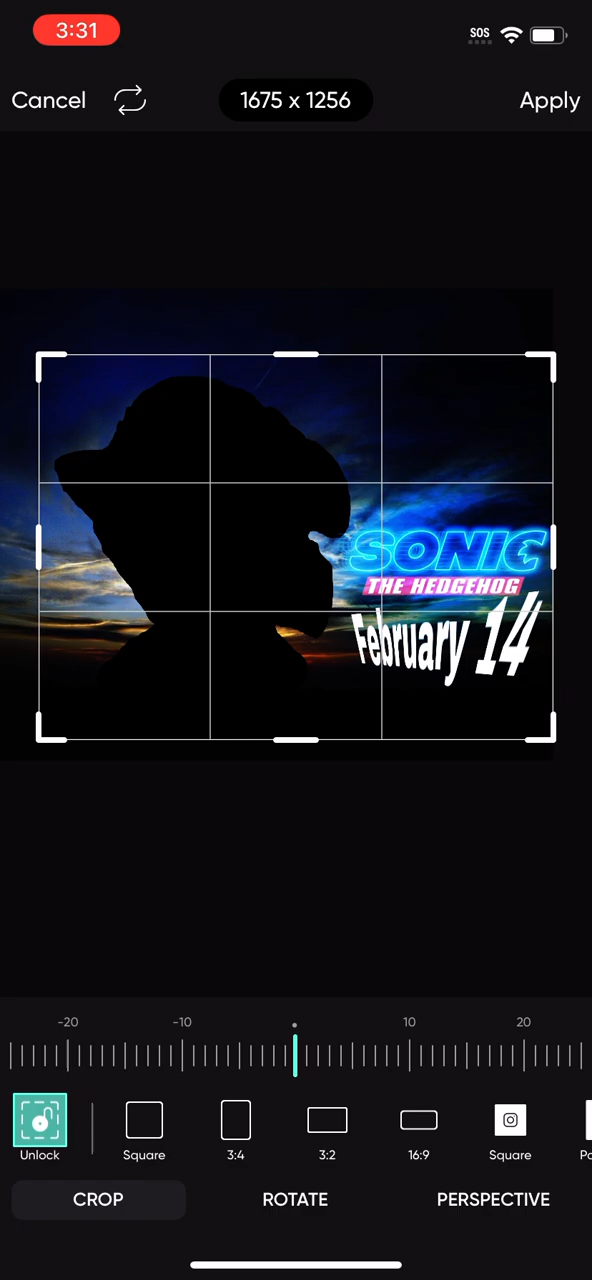 3:31
SOS
Cancel
1675 x 1256
Apply
SONIC
THE HEDGEHOG
February 14
-20
-10
10
20
Unlock
Square
3:4
3:2
16:9
Square
CROP
ROTATE
PERSPECTIVE